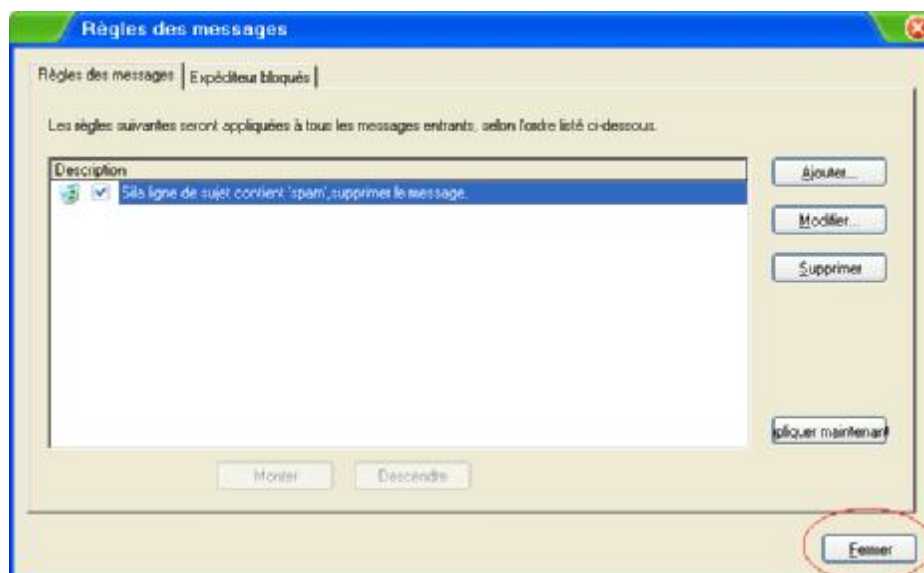 Règles des messages
Règles des messages
Expéditeur bloqués
Les règles suivantes seront appliquées à tous les messages entrants, selon l'ordre listé ci-dessous.
Description
Si la ligne de sujet contient 'spam',supprimer le message.
Ajouter...
Modifier...
Supprimer
pliquer maintenant
Monter
Descendre
Fermer